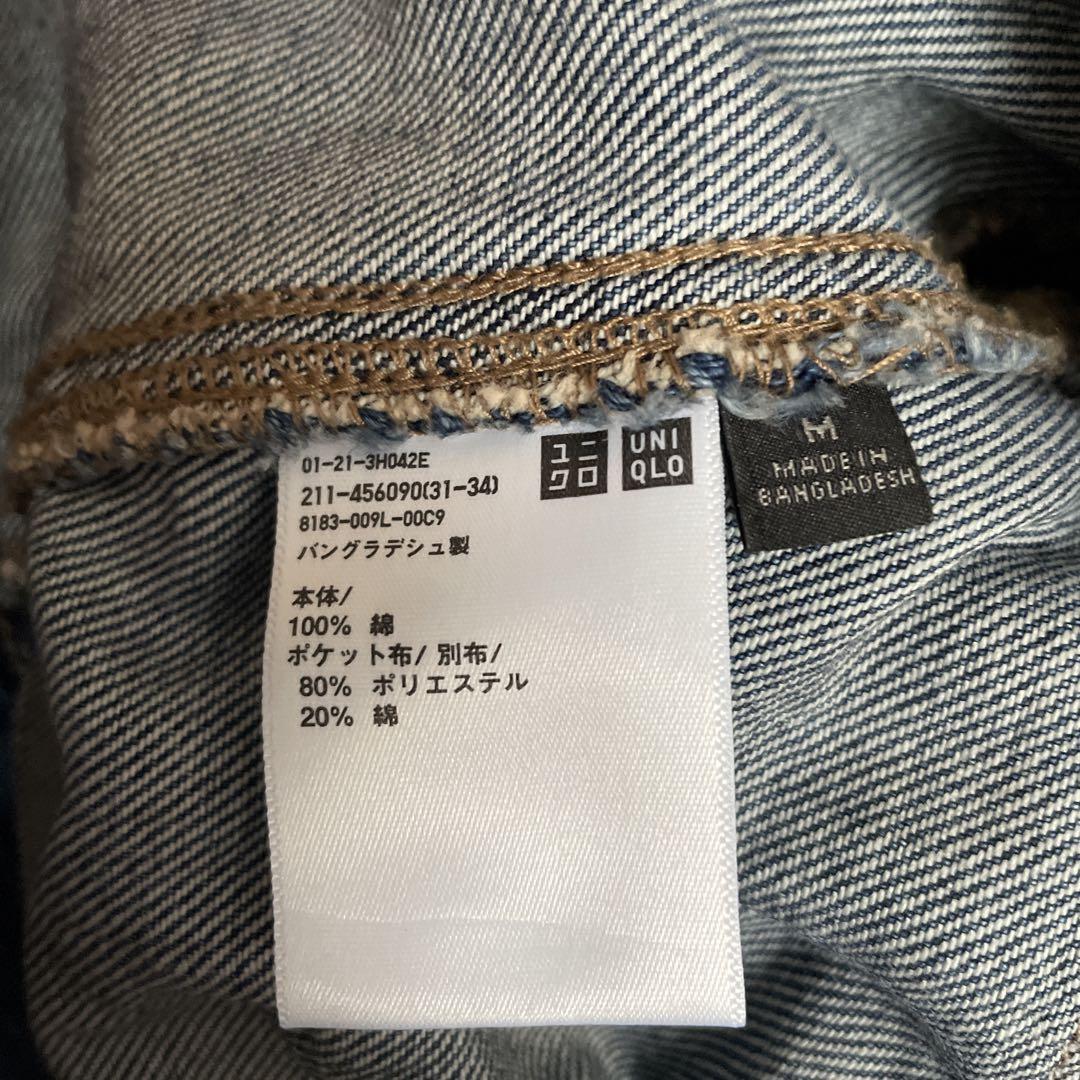 01-21-3H042E
211-456090(31-34)
8183-009L-00C9
バングラデシュ製
本体/
100% 綿
ポケット布/ 別布/
80% ポリエステル
20% 綿
ユニ
クロ
UNI
QLO
M
MADE IN
BANGLADESH